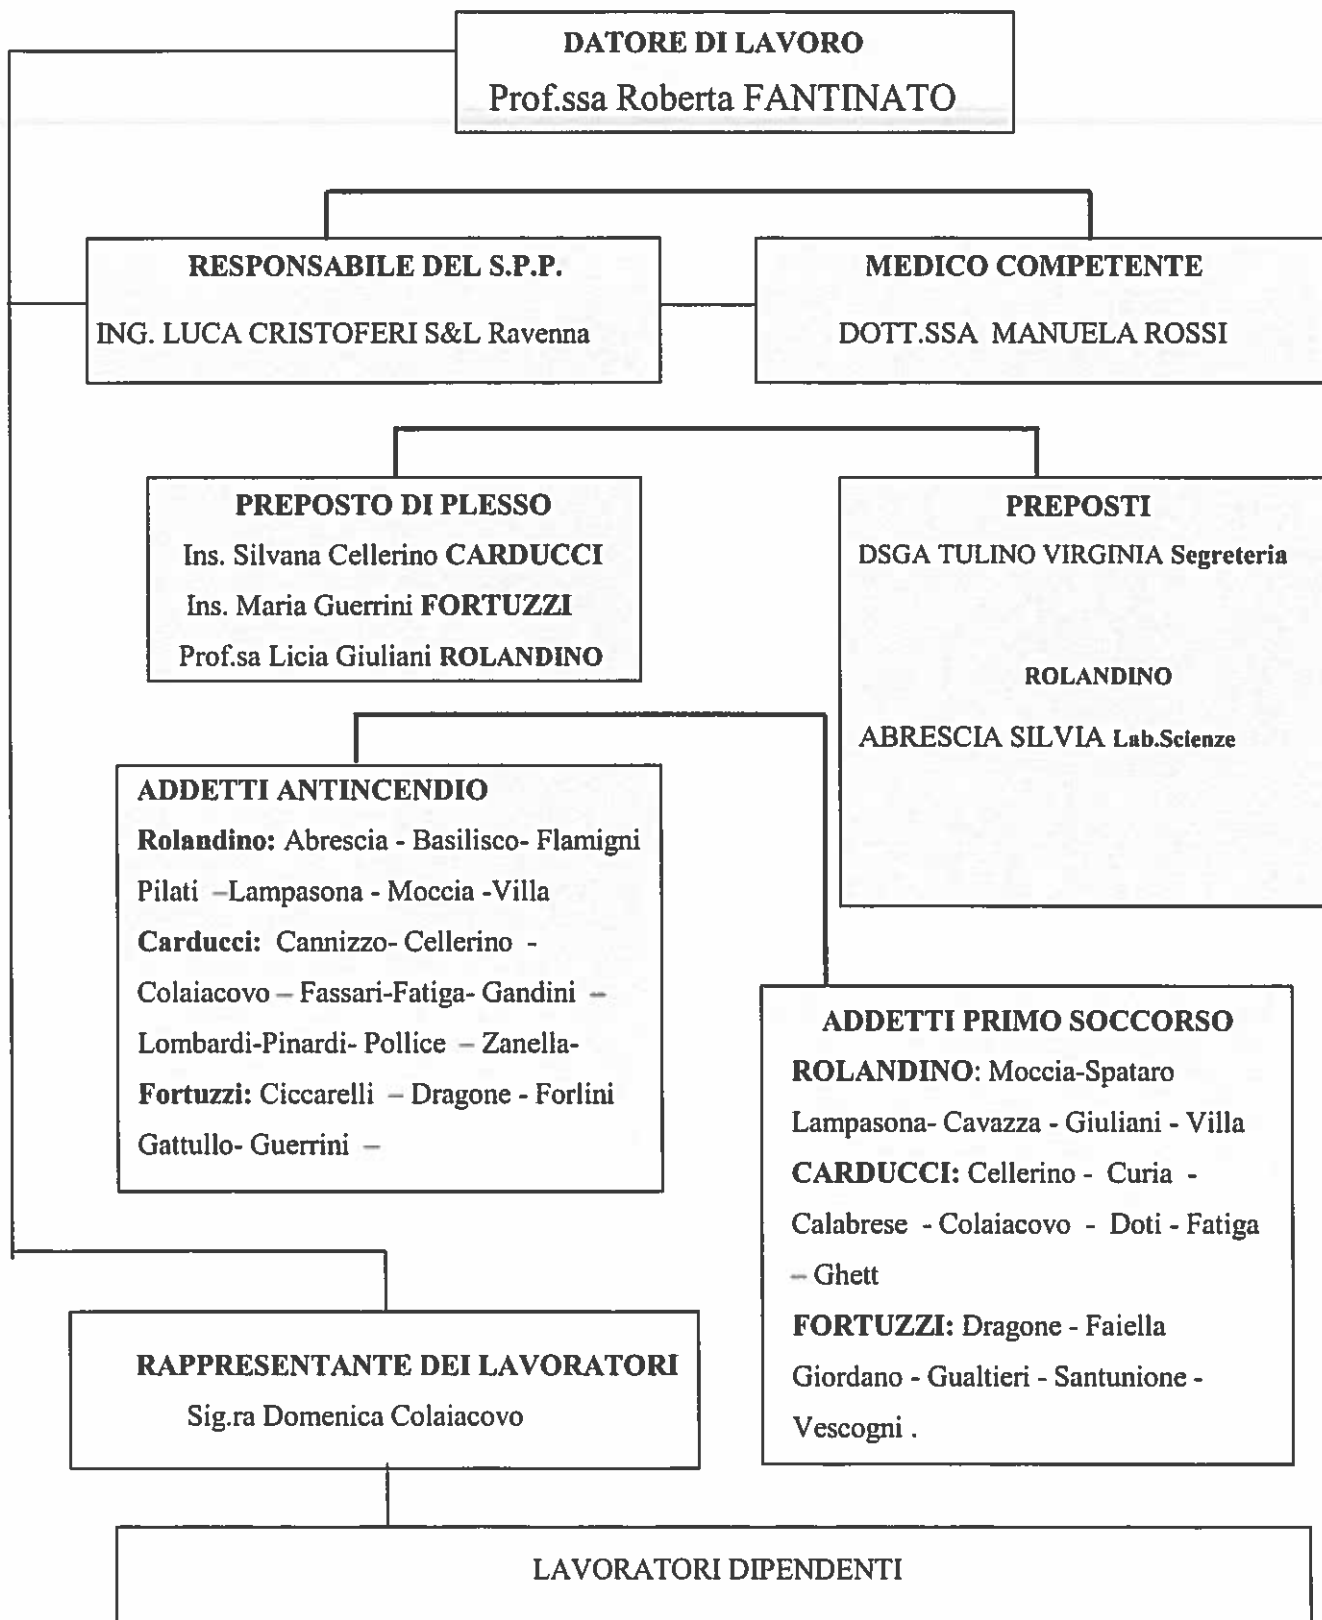 DATORE DI LAVORO
Prof.ssa Roberta FANTINATO
RESPONSABILE DEL S.P.P.
ING. LUCA CRISTOFERI S&L Ravenna
MEDICO COMPETENTE
DOTT.SSA MANUELA ROSSI
PREPOSTO DI PLESSO
Ins. Silvana Cellerino CARDUCCI
Ins. Maria Guerrini FORTUZZI
Prof.sa Licia Giuliani ROLANDINO
PREPOSTI
DSGA TULINO VIRGINIA Segreteria
ROLANDINO
ABRESCIA SILVIA Lab.Scienze
ADDETTI ANTINCENDIO
Rolandino: Abrescia - Basilisco- Flamigni
Pilati –Lampasona - Moccia -Villa
Carducci: Cannizzo- Cellerino -
Colaiacovo – Fassari-Fatiga- Gandini –
Lombardi-Pinardi- Pollice – Zanella-
Fortuzzi: Ciccarelli – Dragone - Forlini
Gattullo- Guerrini –
ADDETTI PRIMO SOCCORSO
ROLANDINO: Moccia-Spataro
Lampasona- Cavazza - Giuliani - Villa
CARDUCCI: Cellerino - Curia -
Calabrese - Colaiacovo - Doti - Fatiga
– Ghett
FORTUZZI: Dragone - Faiella
Giordano - Gualtieri - Santunione -
Vescogni .
RAPPRESENTANTE DEI LAVORATORI
Sig.ra Domenica Colaiacovo
LAVORATORI DIPENDENTI